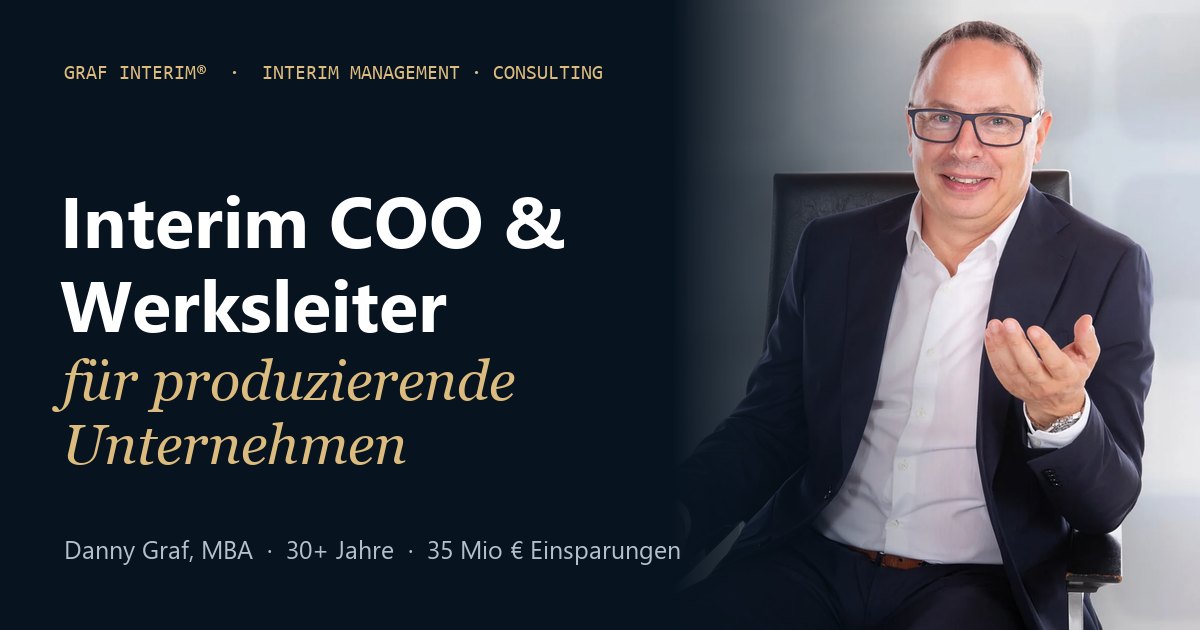 GRAF INTERIM® · INTERIM MANAGEMENT · CONSULTING
Interim COO &
Werksleiter
für produzierende
Unternehmen
Danny Graf, MBA · 30+ Jahre · 35 Mio € Einsparungen